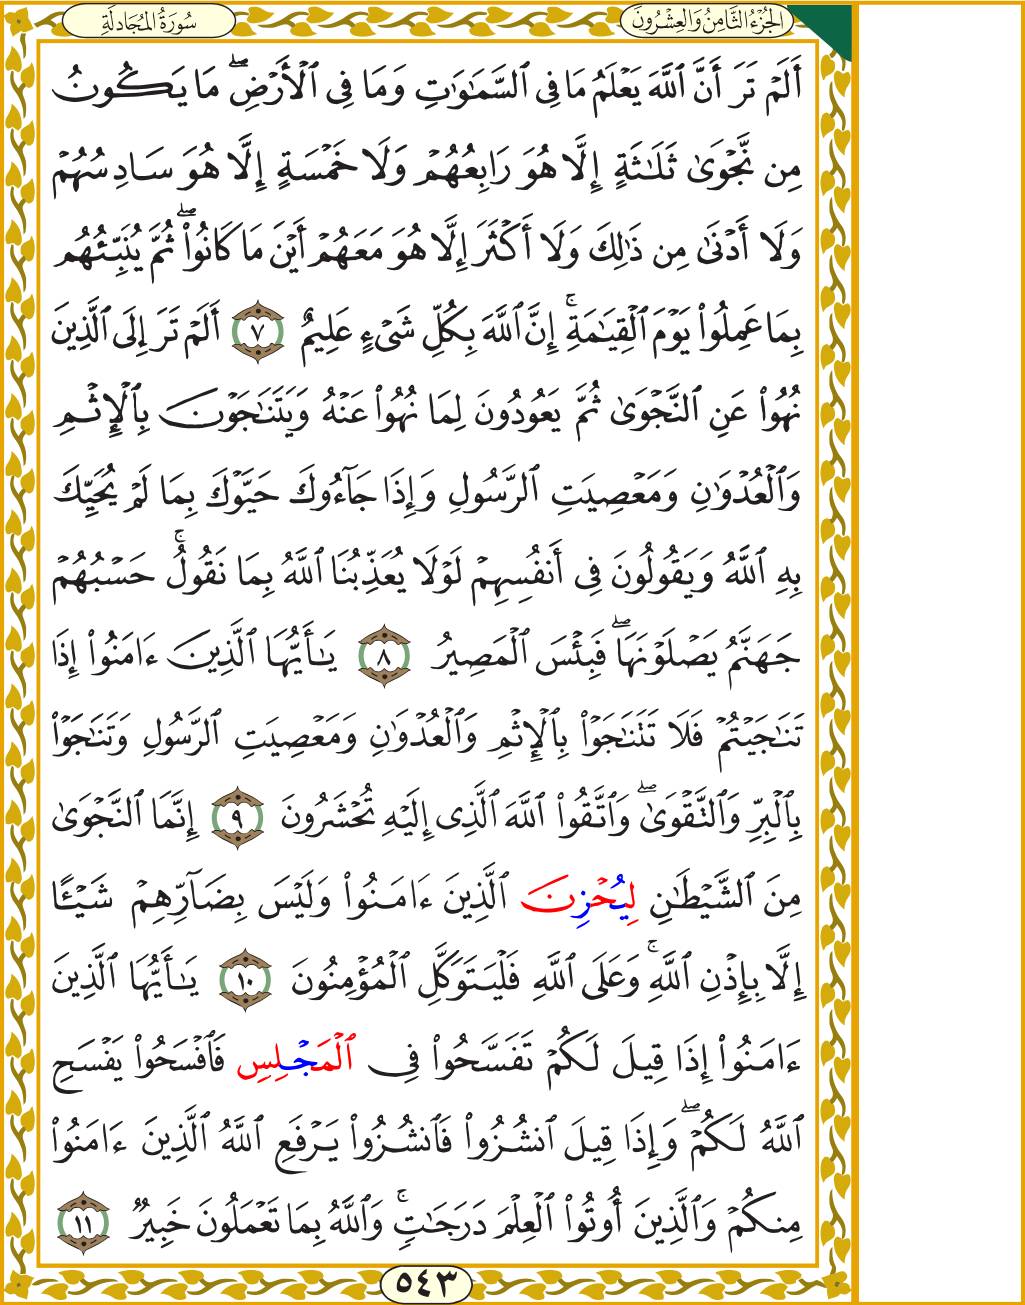 الجُزْءُ الثَّامِنُ وَالعِشْرُونَ
سُورَةُ المُجَادلَةِ
أَلَمۡ تَرَ أَنَّ ٱللَّهَ يَعۡلَمُ مَا فِي ٱلسَّمَٰوَٰتِ وَمَا فِي ٱلۡأَرۡضِۖ مَا يَكُونُ
مِن نَّجۡوَىٰ ثَلَٰثَةٍ إِلَّا هُوَ رَابِعُهُمۡ وَلَا خَمۡسَةٍ إِلَّا هُوَ سَادِسُهُمۡ
وَلَآ أَدۡنَىٰ مِن ذَٰلِكَ وَلَآ أَكۡثَرَ إِلَّا هُوَ مَعَهُمۡ أَيۡنَ مَا كَانُواْۖ ثُمَّ يُنَبِّئُهُم
بِمَا عَمِلُواْ يَوۡمَ ٱلۡقِيَٰمَةِۚ إِنَّ ٱللَّهَ بِكُلِّ شَيۡءٍ عَلِيمٌ ٧ أَلَمۡ تَرَ إِلَى ٱلَّذِينَ
نُهُواْ عَنِ ٱلنَّجۡوَىٰ ثُمَّ يَعُودُونَ لِمَا نُهُواْ عَنۡهُ وَيَتَنَٰجَوۡنَ بِٱلۡإِثۡمِ
وَٱلۡعُدۡوَٰنِ وَمَعۡصِيَتِ ٱلرَّسُولِ وَإِذَا جَآءُوكَ حَيَّوۡكَ بِمَا لَمۡ يُحَيِّكَ
بِهِ ٱللَّهُ وَيَقُولُونَ فِيٓ أَنفُسِهِمۡ لَوۡلَا يُعَذِّبُنَا ٱللَّهُ بِمَا نَقُولُۚ حَسۡبُهُمۡ
جَهَنَّمُ يَصۡلَوۡنَهَاۖ فَبِئۡسَ ٱلۡمَصِيرُ ٨ يَٰٓأَيُّهَا ٱلَّذِينَ ءَامَنُوٓاْ إِذَا
تَنَٰجَيۡتُمۡ فَلَا تَتَنَٰجَوۡاْ بِٱلۡإِثۡمِ وَٱلۡعُدۡوَٰنِ وَمَعۡصِيَتِ ٱلرَّسُولِ وَتَنَٰجَوۡاْ
بِٱلۡبِرِّ وَٱلتَّقۡوَىٰۖ وَٱتَّقُواْ ٱللَّهَ ٱلَّذِيٓ إِلَيۡهِ تُحۡشَرُونَ ٩ إِنَّمَا ٱلنَّجۡوَىٰ
مِنَ ٱلشَّيۡطَٰنِ لِيُحۡزِنَ ٱلَّذِينَ ءَامَنُواْ وَلَيۡسَ بِضَآرِّهِمۡ شَيۡـًٔا
إِلَّا بِإِذۡنِ ٱللَّهِۚ وَعَلَى ٱللَّهِ فَلۡيَتَوَكَّلِ ٱلۡمُؤۡمِنُونَ ١٠ يَٰٓأَيُّهَا ٱلَّذِينَ
ءَامَنُوٓاْ إِذَا قِيلَ لَكُمۡ تَفَسَّحُواْ فِي ٱلۡمَجۡلِسِ فَٱفۡسَحُواْ يَفۡسَحِ
ٱللَّهُ لَكُمۡۖ وَإِذَا قِيلَ ٱنشُزُواْ فَٱنشُزُواْ يَرۡفَعِ ٱللَّهُ ٱلَّذِينَ ءَامَنُواْ
مِنكُمۡ وَٱلَّذِينَ أُوتُواْ ٱلۡعِلۡمَ دَرَجَٰتٖۚ وَٱللَّهُ بِمَا تَعۡمَلُونَ خَبِيرٞ ١١
٥٤٣